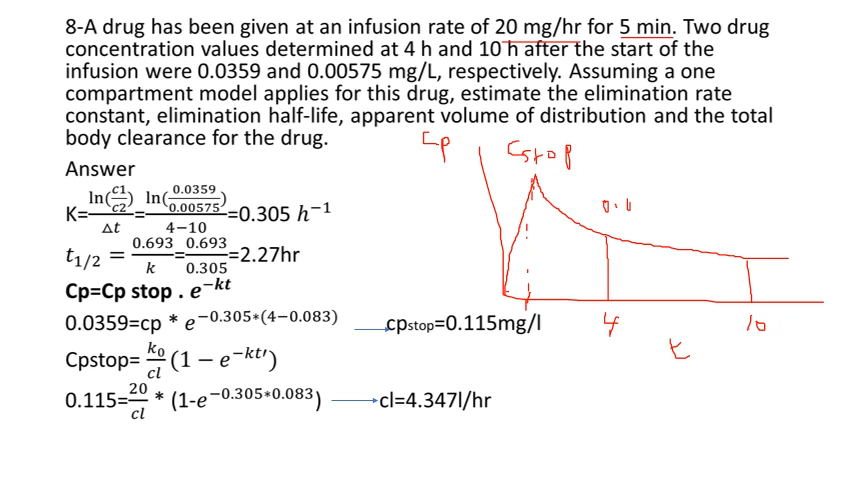 8-A drug has been given at an infusion rate of 20 mg/hr for 5 min. Two drug
concentration values determined at 4 h and 10 h after the start of the
infusion were 0.0359 and 0.00575 mg/L, respectively. Assuming a one
compartment model applies for this drug, estimate the elimination rate
constant, elimination half-life, apparent volume of distribution and the total
body clearance for the drug.
Cp
Cstop
Answer
K=ln(c1/c2)/△t=ln(0.0359/0.00575)/4−10=0.305 h⁻¹
0.1
t1/2 = 0.693/k=0.693/0.305=2.27hr
Cp=Cp stop . e^−kt
0.0359=cp * e^−0.305*(4−0.083) cpstop=0.115mg/l
4
10
t
Cpstop= k0/cl (1 − e^−kt′)
0.115=20/cl * (1-e^−0.305*0.083) cl=4.347l/hr